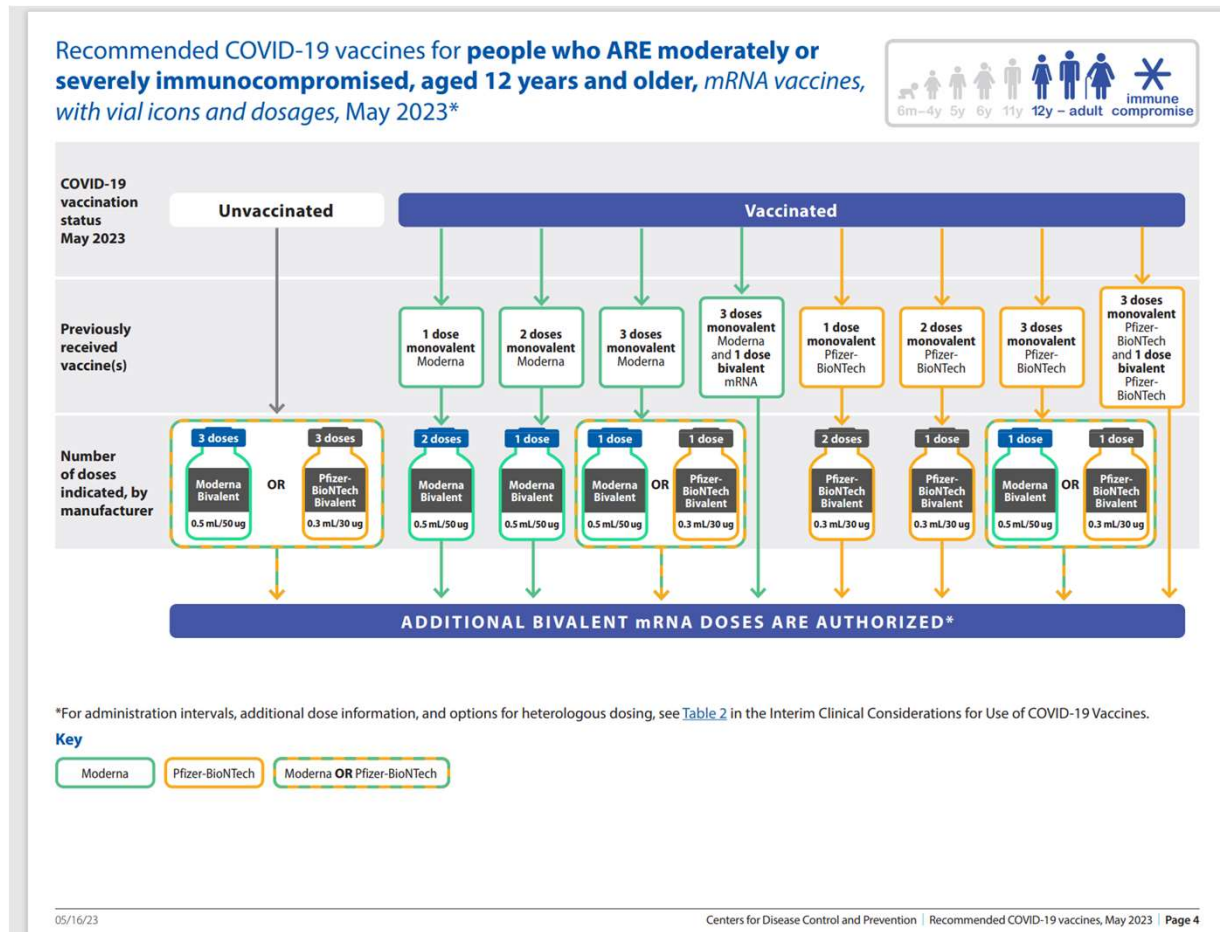 Recommended COVID-19 vaccines for people who ARE moderately or
severely immunocompromised, aged 12 years and older, mRNA vaccines,
with vial icons and dosages, May 2023*
6m–4y 5y 6y 11y 12y – adult immune
compromise
COVID-19
vaccination
status
May 2023
Unvaccinated
Vaccinated
Previously
received
vaccine(s)
1 dose
monovalent
Moderna
2 doses
monovalent
Moderna
3 doses
monovalent
Moderna
3 doses
monovalent
Moderna
and 1 dose
bivalent
mRNA
1 dose
monovalent
Pfizer-
BioNTech
2 doses
monovalent
Pfizer-
BioNTech
3 doses
monovalent
Pfizer-
BioNTech
3 doses
monovalent
Pfizer-
BioNTech
and 1 dose
bivalent
Pfizer-
BioNTech
Number
of doses
indicated, by
manufacturer
3 doses
Moderna
Bivalent
0.5 mL/50 ug
OR
3 doses
Pfizer-
BioNTech
Bivalent
0.3 mL/30 ug
2 doses
Moderna
Bivalent
0.5 mL/50 ug
1 dose
Moderna
Bivalent
0.5 mL/50 ug
1 dose
Moderna
Bivalent
0.5 mL/50 ug
OR
1 dose
Pfizer-
BioNTech
Bivalent
0.3 mL/30 ug
2 doses
Pfizer-
BioNTech
Bivalent
0.3 mL/30 ug
1 dose
Pfizer-
BioNTech
Bivalent
0.3 mL/30 ug
1 dose
Moderna
Bivalent
0.5 mL/50 ug
OR
1 dose
Pfizer-
BioNTech
Bivalent
0.3 mL/30 ug
ADDITIONAL BIVALENT mRNA DOSES ARE AUTHORIZED*
*For administration intervals, additional dose information, and options for heterologous dosing, see Table 2 in the Interim Clinical Considerations for Use of COVID-19 Vaccines.
Key
Moderna
Pfizer-BioNTech
Moderna OR Pfizer-BioNTech
05/16/23
Centers for Disease Control and Prevention | Recommended COVID-19 vaccines, May 2023 | Page 4